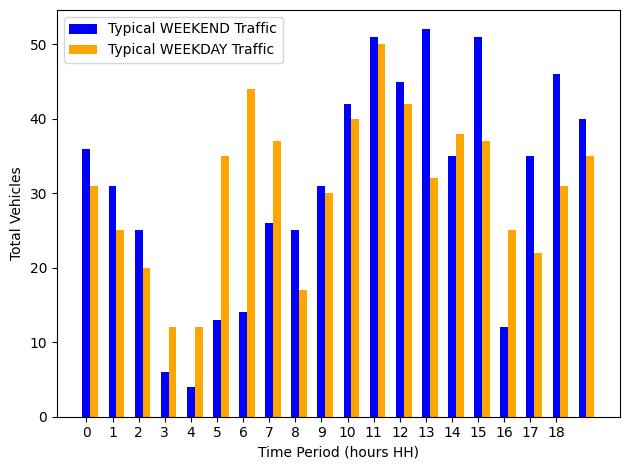 Typical WEEKEND Traffic
Typical WEEKDAY Traffic
50
40
30
20
10
0
Total Vehicles
0 1 2 3 4 5 6 7 8 9 10 11 12 13 14 15 16 17 18
Time Period (hours HH)